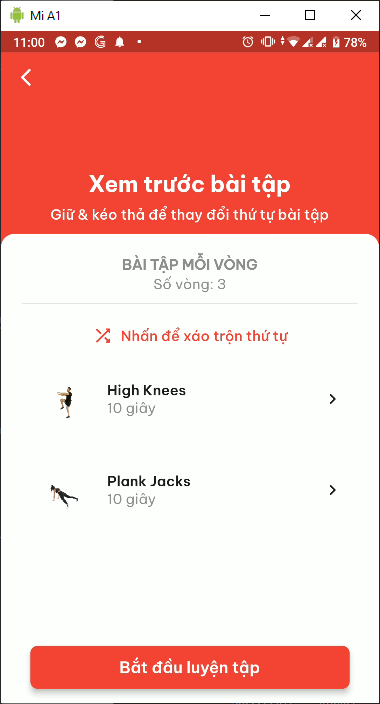 Mi A1
11:00
78%
Xem trước bài tập
Giữ & kéo thả để thay đổi thứ tự bài tập
BÀI TẬP MỖI VÒNG
Số vòng: 3
Nhấn để xáo trộn thứ tự
High Knees
10 giây
Plank Jacks
10 giây
Bắt đầu luyện tập